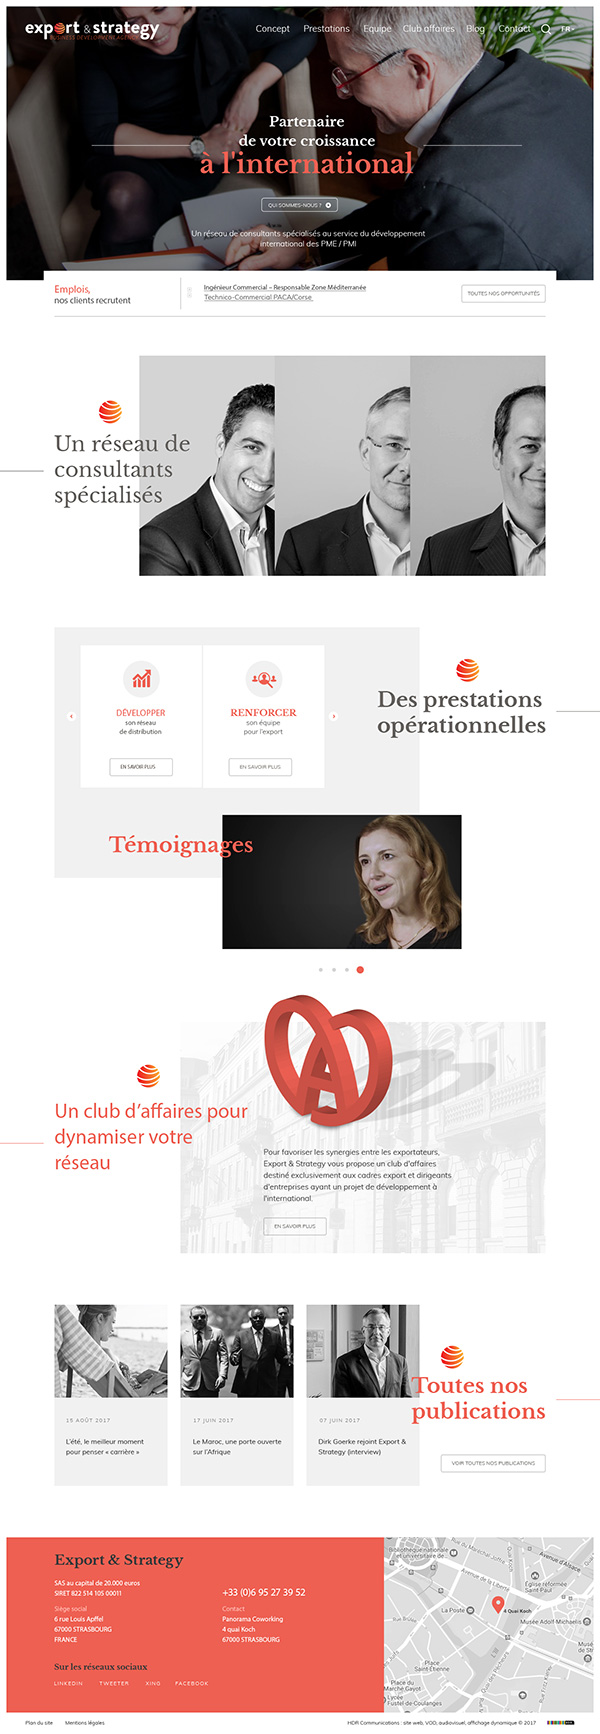 export & strategy
BUSINESS DEVELOPMENT AGENCY
Concept Prestations Equipe Club affaires Blog Contact FR
Partenaire
de votre croissance
à l'international
QUI SOMMES-NOUS ?
Un réseau de consultants spécialisés au service du développement
international des PME / PMI
Emplois,
nos clients recrutent
Ingénieur Commercial – Responsable Zone Méditerranée
Technico-Commercial PACA/Corse
TOUTES NOS OPPORTUNITÉS
Un réseau de
consultants
spécialisés
DÉVELOPPER
son réseau
de distribution
EN SAVOIR PLUS
RENFORCER
son équipe
pour l'export
EN SAVOIR PLUS
Des prestations
opérationnelles
Témoignages
Un club d'affaires pour
dynamiser votre
réseau
Pour favoriser les synergies entre les exportateurs,
Export & Strategy vous propose un club d'affaires
destiné exclusivement aux cadres export et dirigeants
d'entreprises ayant un projet de développement à
l'international.
EN SAVOIR PLUS
15 AOÛT 2017
L'été, le meilleur moment
pour penser « carrière »
17 JUIN 2017
Le Maroc, une porte ouverte
sur l'Afrique
07 JUIN 2017
Dirk Goerke rejoint Export &
Strategy (interview)
Toutes nos
publications
VOIR TOUTES NOS PUBLICATIONS
Export & Strategy
SAS au capital de 20.000 euros
SIRET 822 514 105 00011
Siège social
6 rue Louis Apffel
67000 STRASBOURG
FRANCE
+33 (0)6 95 27 39 52
Contact
Panorama Coworking
4 quai Koch
67000 STRASBOURG
Sur les réseaux sociaux
LINKEDIN TWEETER XING FACEBOOK
Bibliothèque nationale
et universitaire de...
Rue du Maréchal Joffre
Quai Koch
Avenue d'Alsace
Avenue de la Liberté
Église réformée
Saint-Paul
La Poste
4 Quai Koch
Musée Adolf-Michaelis
Place
Saint-Étienne
Place du
Marché Gayot
Lycée
Fustel de Coulanges
Plan du site Mentions légales
HDR Communications : site web, VOD, audiovisuel, affichage dynamique © 2017